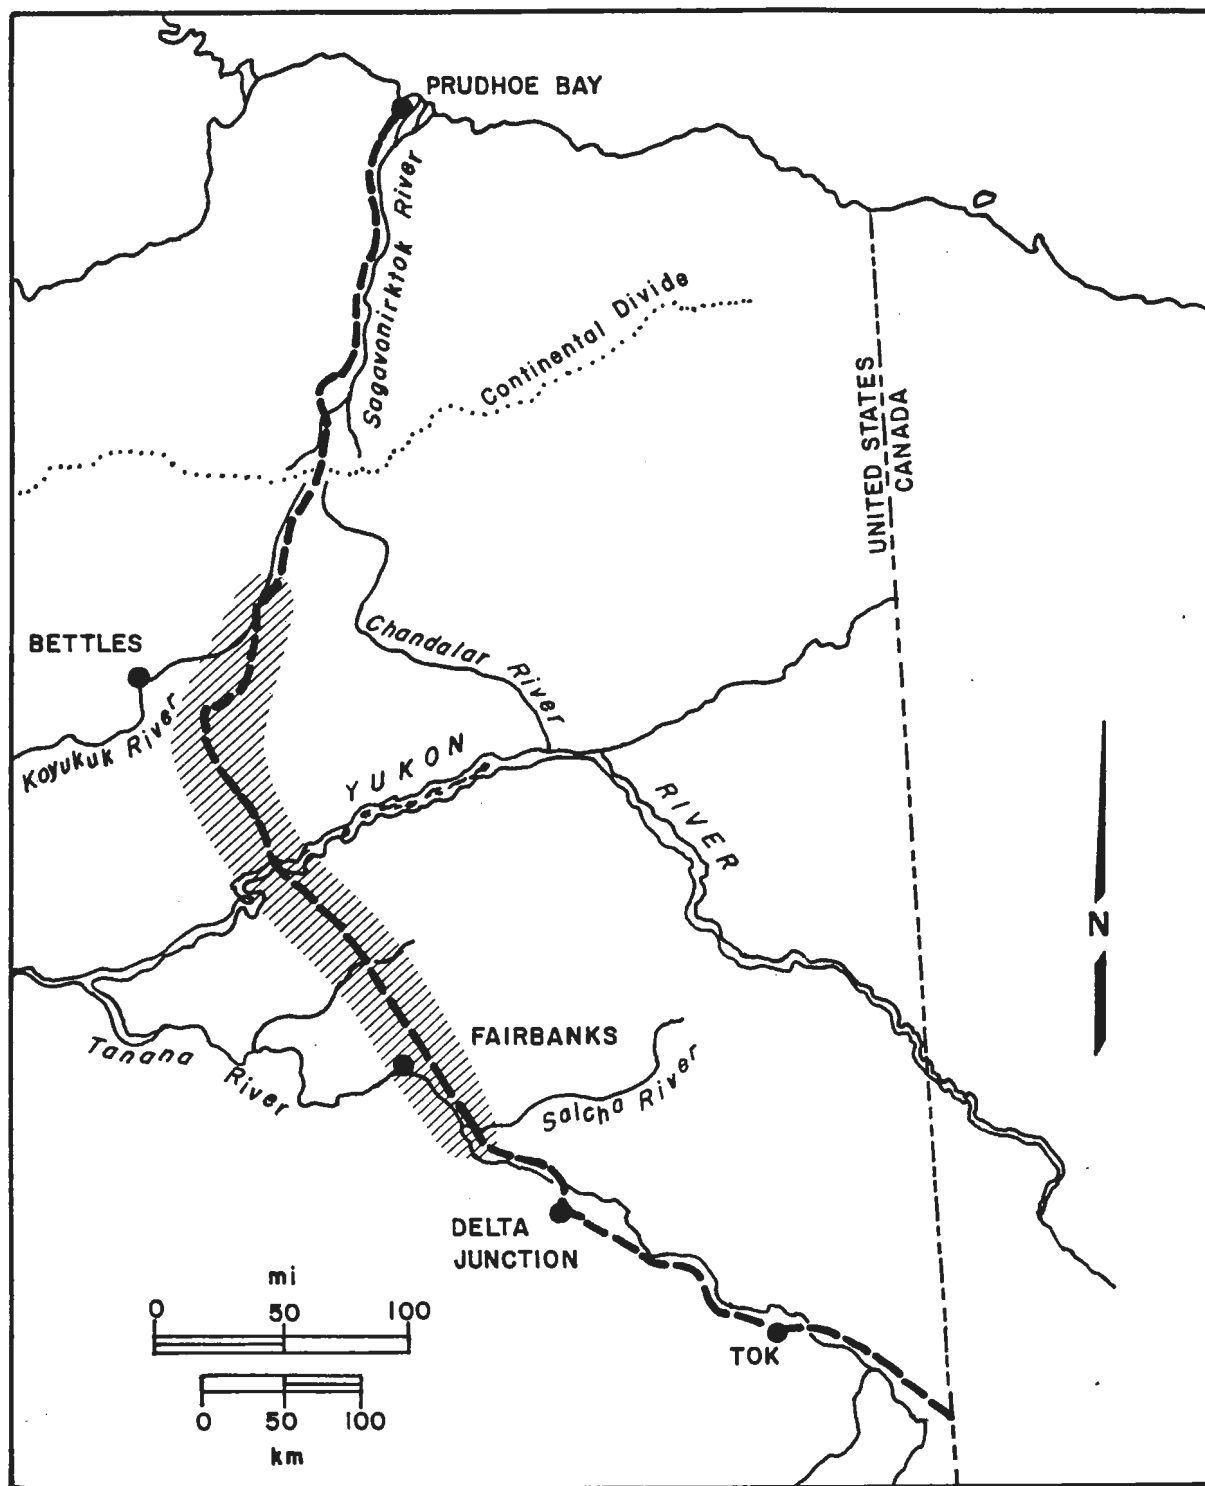 PRUDHOE BAY
Sagavanirktok River
Continental Divide
UNITED STATES
CANADA
BETTLES
Koyukuk River
Chandalar River
YUKON
RIVER
N
Tanana River
FAIRBANKS
Salcha River
DELTA
JUNCTION
TOK
mi
0 50 100
0 50 100
km